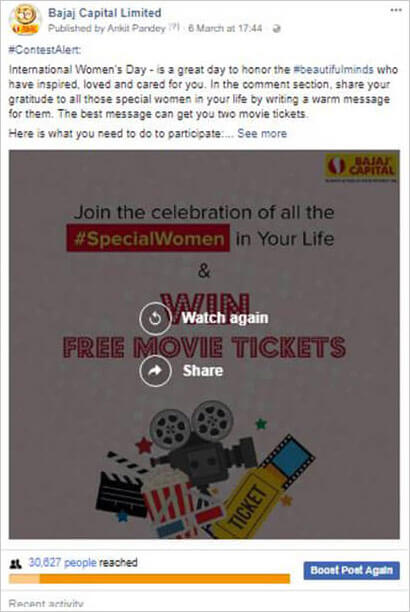 Bajaj Capital Limited
Published by Ankit Pandey [?] · 6 March at 17:44 ·
#ContestAlert:
International Women's Day - is a great day to honor the #beautifulminds who
have inspired, loved and cared for you. In the comment section, share your
gratitude to all those special women in your life by writing a warm message
for them. The best message can get you two movie tickets.
Here is what you need to do to participate:... See more
BAJAJ
CAPITAL
Join the celebration of all the
#SpecialWomen in Your Life
&
WIN
Watch again
FREE MOVIE TICKETS
Share
TICKET
30,627 people reached
Boost Post Again
Recent activity